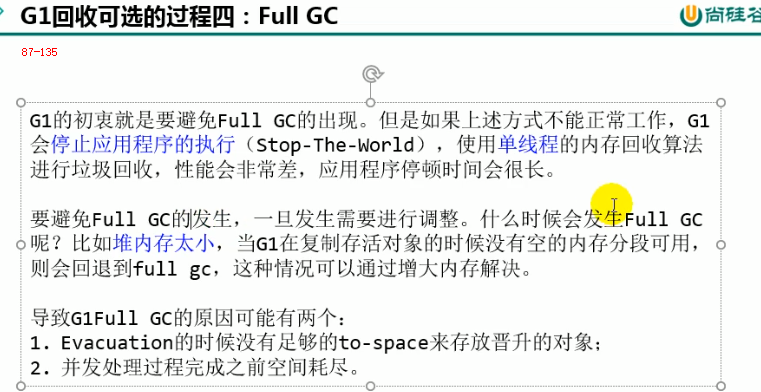 G1回收可选的过程四：Full GC
尚硅谷
87-135
G1的初衷就是要避免Full GC的出现。但是如果上述方式不能正常工作，G1
会停止应用程序的执行（Stop-The-World），使用单线程的内存回收算法
进行垃圾回收，性能会非常差，应用程序停顿时间会很长。
要避免Full GC的发生，一旦发生需要进行调整。什么时候会发生Full GC
呢？比如堆内存太小，当G1在复制存活对象的时候没有空的内存分段可用，
则会回退到full gc，这种情况可以通过增大内存解决。
导致G1Full GC的原因可能有两个：
1. Evacuation的时候没有足够的to-space来存放晋升的对象；
2. 并发处理过程完成之前空间耗尽。